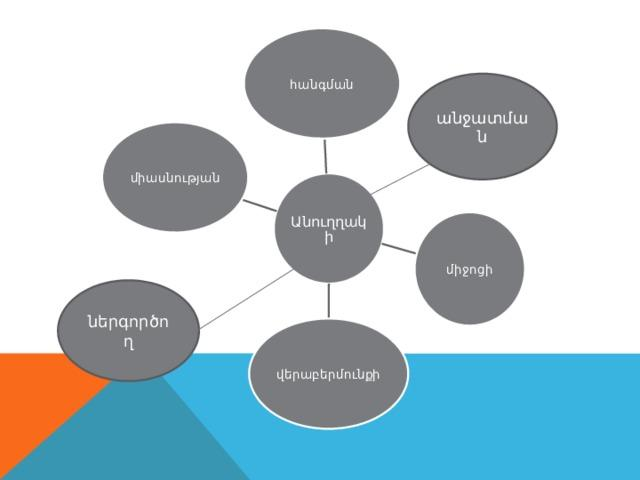 հանգման
անջատմա
ն
միասնության
Անուղղակ
ի
միջոցի
ներգործո
ղ
վերաբերմունքի